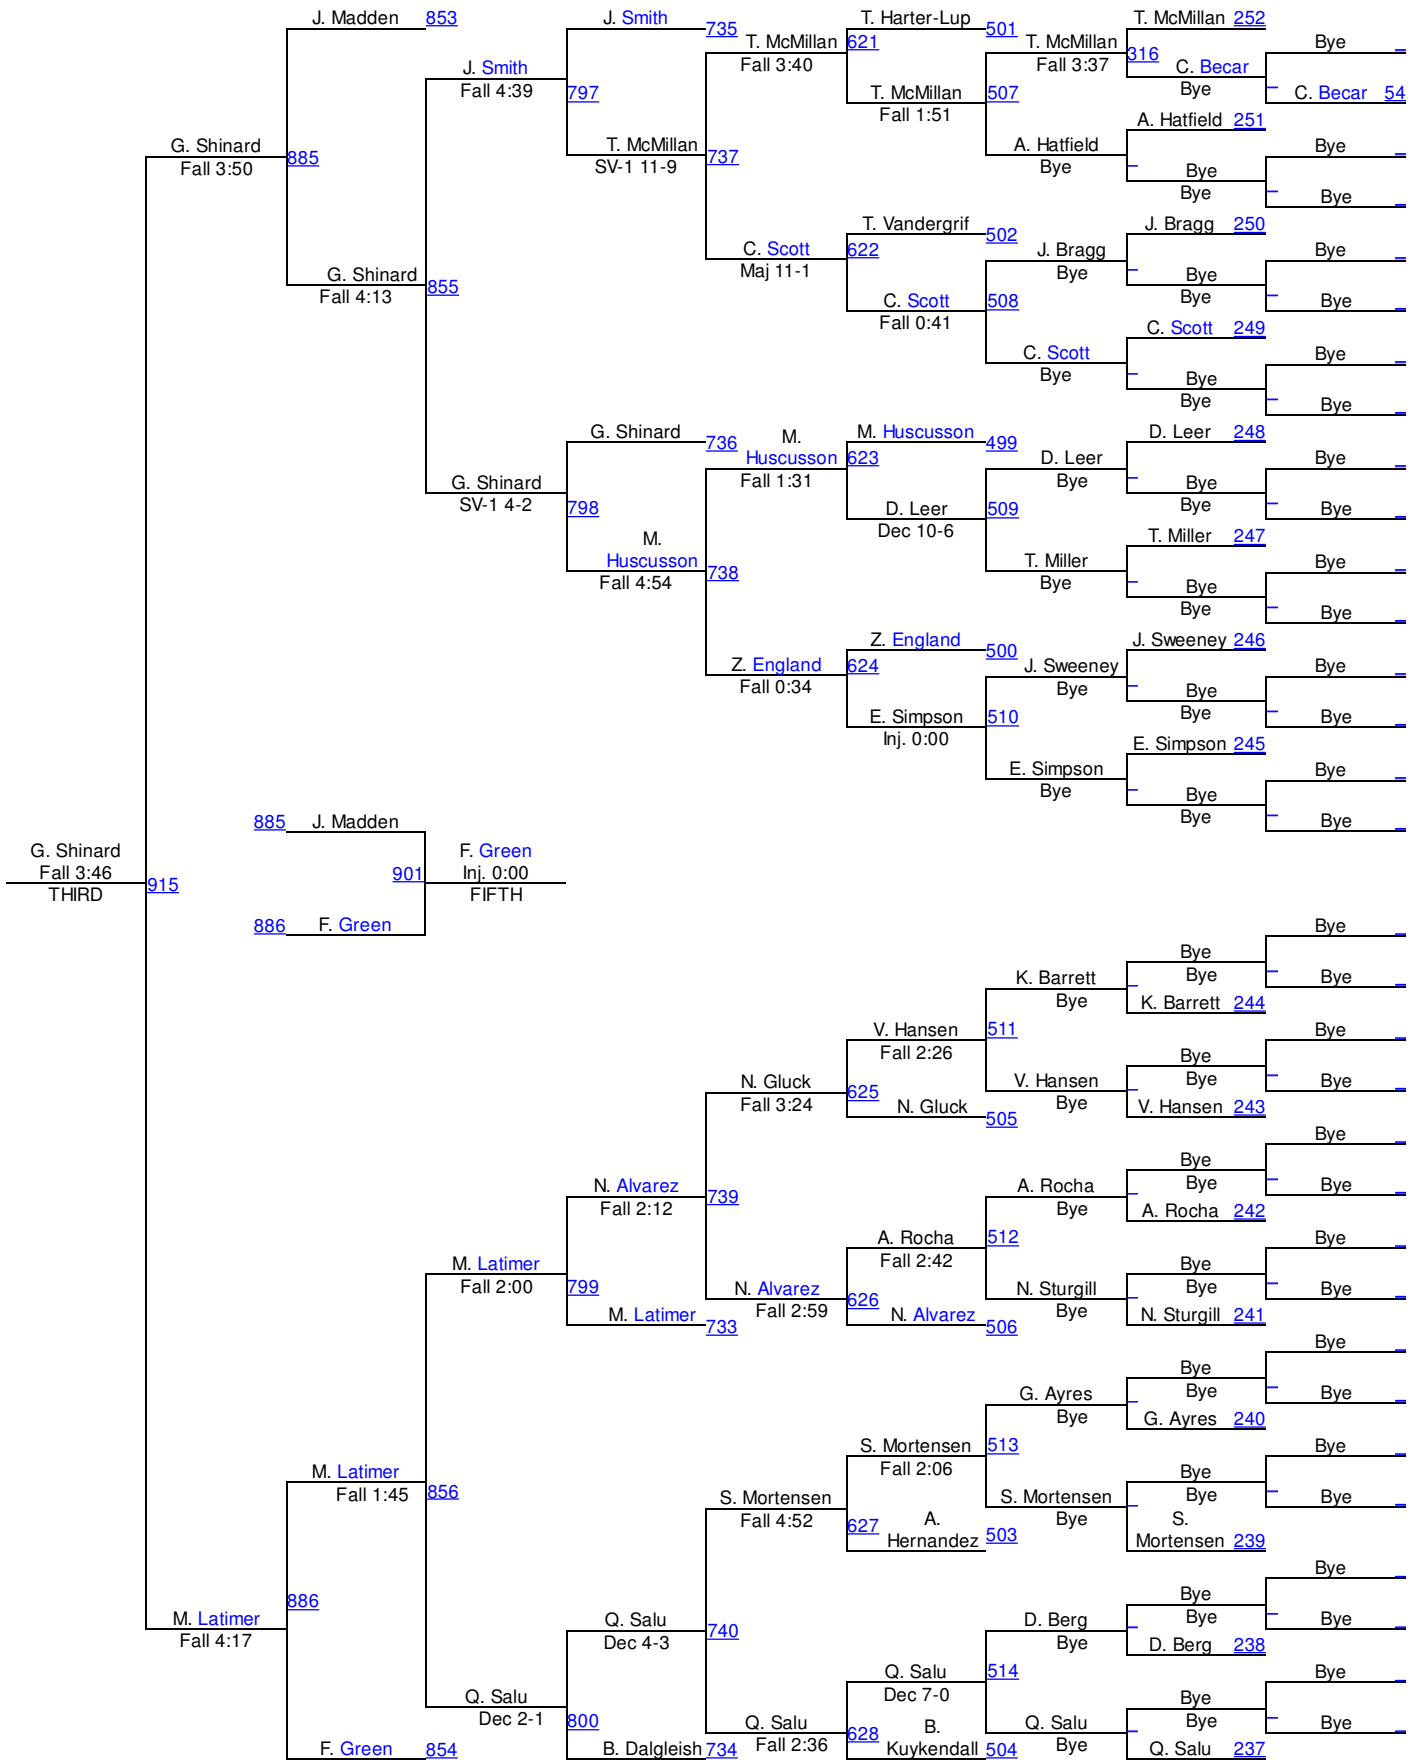 J. Madden 853
J. Smith
735
T. Harter-Lup
501
T. McMillan 252
Bye
T. McMillan
Fall 3:40
621
T. McMillan
Fall 3:37
316
C. Becar
Bye
C. Becar 54
J. Smith
Fall 4:39
797
T. McMillan
Fall 1:51
507
A. Hatfield 251
G. Shinard
Fall 3:50
885
T. McMillan
SV-1 11-9
737
A. Hatfield
Bye
Bye
Bye
Bye
Bye
T. Vandergrif
502
J. Bragg 250
C. Scott
Maj 11-1
622
J. Bragg
Bye
Bye
Bye
Bye
Bye
G. Shinard
Fall 4:13
855
C. Scott
Fall 0:41
508
C. Scott 249
C. Scott
Bye
Bye
Bye
Bye
Bye
G. Shinard
736
M.
Huscusson
Fall 1:31
623
M. Huscusson
499
D. Leer 248
D. Leer
Bye
Bye
Bye
Bye
Bye
G. Shinard
SV-1 4-2
798
D. Leer
Dec 10-6
509
T. Miller 247
M.
Huscusson
Fall 4:54
738
T. Miller
Bye
Bye
Bye
Bye
Bye
Z. England
500
J. Sweeney 246
Z. England
Fall 0:34
624
J. Sweeney
Bye
Bye
Bye
Bye
Bye
E. Simpson
Inj. 0:00
510
E. Simpson 245
E. Simpson
Bye
Bye
Bye
Bye
Bye
885 J. Madden
G. Shinard
Fall 3:46
THIRD
915
901
F. Green
Inj. 0:00
FIFTH
886 F. Green
Bye
Bye
Bye
Bye
K. Barrett
Bye
K. Barrett 244
V. Hansen
Fall 2:26
511
Bye
Bye
Bye
Bye
N. Gluck
Fall 3:24
625
N. Gluck
505
V. Hansen
Bye
V. Hansen 243
Bye
Bye
Bye
Bye
N. Alvarez
Fall 2:12
739
A. Rocha
Bye
A. Rocha 242
A. Rocha
Fall 2:42
512
Bye
Bye
Bye
Bye
M. Latimer
Fall 2:00
799
M. Latimer
733
N. Alvarez
Fall 2:59
626
N. Alvarez
506
N. Sturgill
Bye
N. Sturgill 241
Bye
Bye
Bye
Bye
G. Ayres
Bye
G. Ayres 240
M. Latimer
Fall 1:45
856
S. Mortensen
Fall 2:06
513
Bye
Bye
Bye
Bye
S. Mortensen
Fall 4:52
627
A.
Hernandez 503
S. Mortensen
Bye
S.
Mortensen 239
M. Latimer
Fall 4:17
886
Q. Salu
Dec 4-3
740
D. Berg
Bye
Bye
Bye
Bye
Bye
D. Berg 238
Q. Salu
Dec 7-0
514
Q. Salu
Dec 2-1
800
Q. Salu
Fall 2:36
628
B.
Kuykendall 504
Q. Salu
Bye
Bye
Bye
Bye
Bye
F. Green 854
B. Dalgleish 734
Q. Salu 237